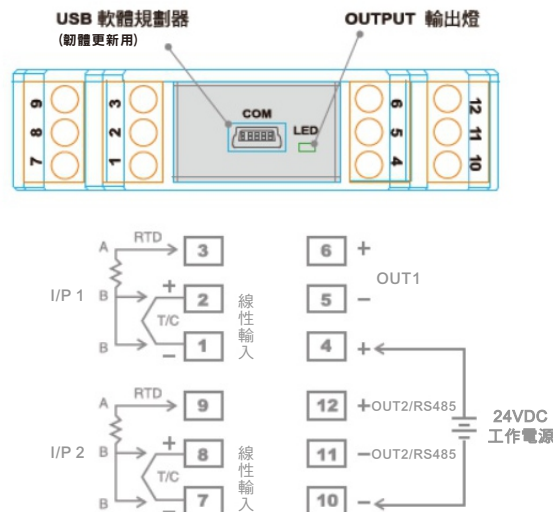 USB 軟體規劃器
(韌體更新用)
OUTPUT 輸出燈
9 8 7
3 2 1
COM
LED
6 5 4
12 11 10
I/P 1
A RTD 3
B + 2
T/C
B − 1
線性輸入
6 +
OUT1
5 −
4 +
I/P 2
A RTD 9
B + 8
T/C
B − 7
線性輸入
12 +OUT2/RS485
11 −OUT2/RS485
10 −
24VDC
工作電源